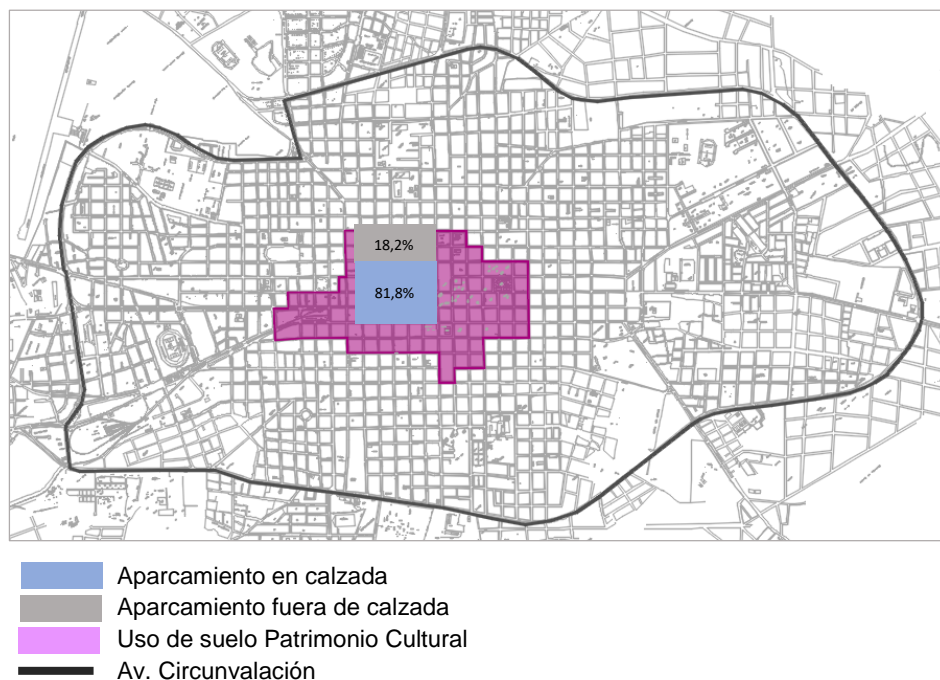 18,2%
81,8%
Aparcamiento en calzada
Aparcamiento fuera de calzada
Uso de suelo Patrimonio Cultural
Av. Circunvalación